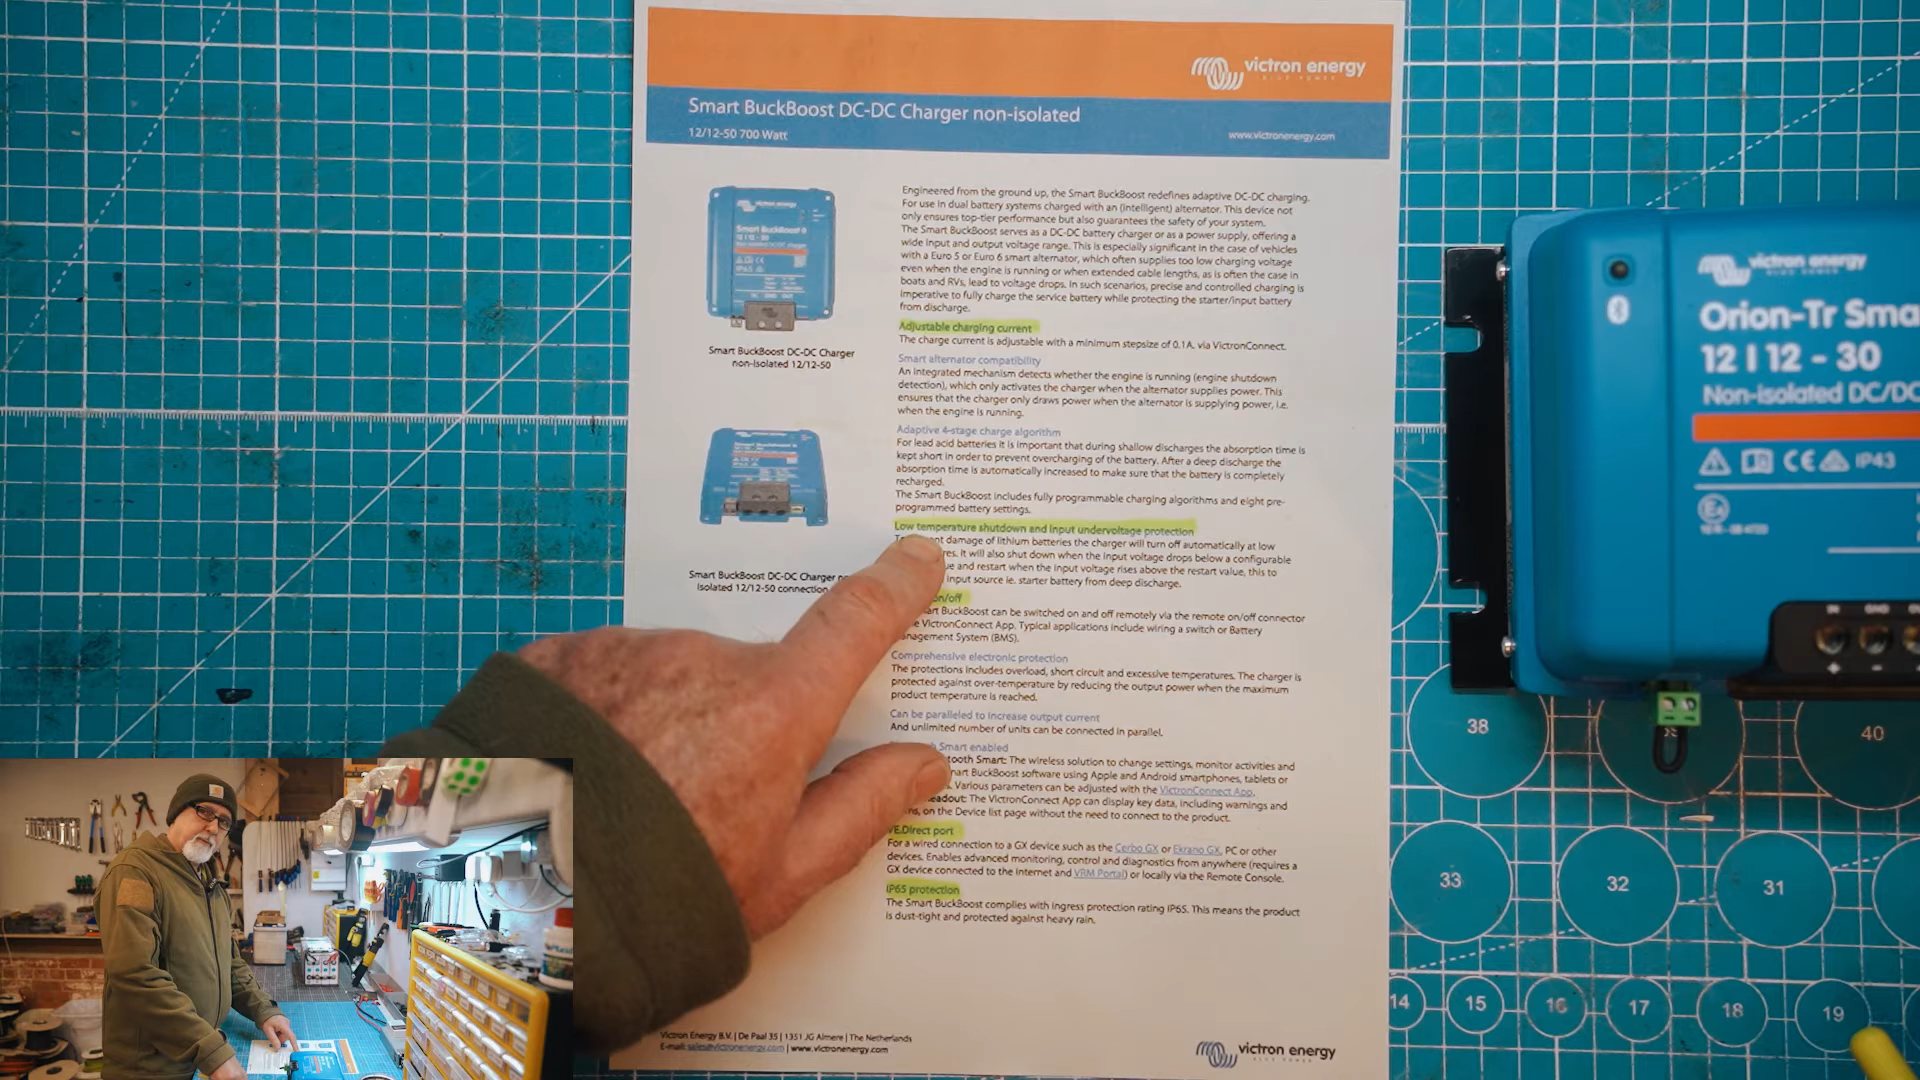 victron energy
BLUE POWER
Smart BuckBoost DC-DC Charger non-isolated
12/12-50 700 Watt
www.victronenergy.com
Engineered from the ground up, the Smart BuckBoost redefines adaptive DC-DC charging.
For use in dual battery systems charged with an (intelligent) alternator. This device not
only ensures top-tier performance but also guarantees the safety of your system.
The Smart BuckBoost serves as a DC-DC battery charger or as a power supply, offering a
wide input and output voltage range. This is especially significant in the case of vehicles
with a Euro 5 or Euro 6 smart alternator, which often supplies too low charging voltage
even when the engine is running or when extended cable lengths, as is often the case in
boats and RVs, lead to voltage drops. In such scenarios, precise and controlled charging is
imperative to fully charge the service battery while protecting the starter/input battery
from discharge.
Adjustable charging current
The charge current is adjustable with a minimum stepsize of 0.1A, via VictronConnect.
Smart alternator compatibility
An integrated mechanism detects whether the engine is running (engine shutdown
detection), which only activates the charger when the alternator supplies power. This
ensures that the charger only draws power when the alternator is supplying power, i.e.
when the engine is running.
Adaptive 4-stage charge algorithm
For lead acid batteries it is important that during shallow discharges the absorption time is
kept short in order to prevent overcharging of the battery. After a deep discharge the
absorption time is automatically increased to make sure that the battery is completely
recharged.
The Smart BuckBoost includes fully programmable charging algorithms and eight pre-
programmed battery settings.
Low temperature shutdown and input undervoltage protection
damage of lithium batteries the charger will turn off automatically at low
It will also shut down when the input voltage drops below a configurable
and restart when the input voltage rises above the restart value, this to
input source ie. starter battery from deep discharge.
on/off
BuckBoost can be switched on and off remotely via the remote on/off connector
VictronConnect App. Typical applications include wiring a switch or Battery
System (BMS).
Comprehensive electronic protection
The protections includes overload, short circuit and excessive temperatures. The charger is
protected against over-temperature by reducing the output power when the maximum
product temperature is reached.
Can be paralleled to increase output current
And unlimited number of units can be connected in parallel.
Smart enabled
Smart: The wireless solution to change settings, monitor activities and
BuckBoost software using Apple and Android smartphones, tablets or
Various parameters can be adjusted with the VictronConnect App.
The VictronConnect App can display key data, including warnings and
on the Device list page without the need to connect to the product.
VE.Direct port
For a wired connection to a GX device such as the Cerbo GX or Ekrano GX, PC or other
devices. Enables advanced monitoring, control and diagnostics from anywhere (requires a
GX device connected to the Internet and VRM Portal) or locally via the Remote Console.
IP65 protection
The Smart BuckBoost complies with ingress protection rating IP65. This means the product
is dust-tight and protected against heavy rain.
Smart BuckBoost DC-DC Charger
non-isolated 12/12-50
Smart BuckBoost DC-DC Charger
isolated 12/12-50 connection
Victron Energy B.V. | De Paal 35 | 1351 JG Almere | The Netherlands
E-mail: sales@victronenergy.com | www.victronenergy.com
victron energy
BLUE POWER
victron energy
BLUE POWER
Orion-Tr
12 | 12 - 30
Non-isolated
CE IP43
IN GND
+ -
38
40
33
32
31
14
15
16
17
18
19